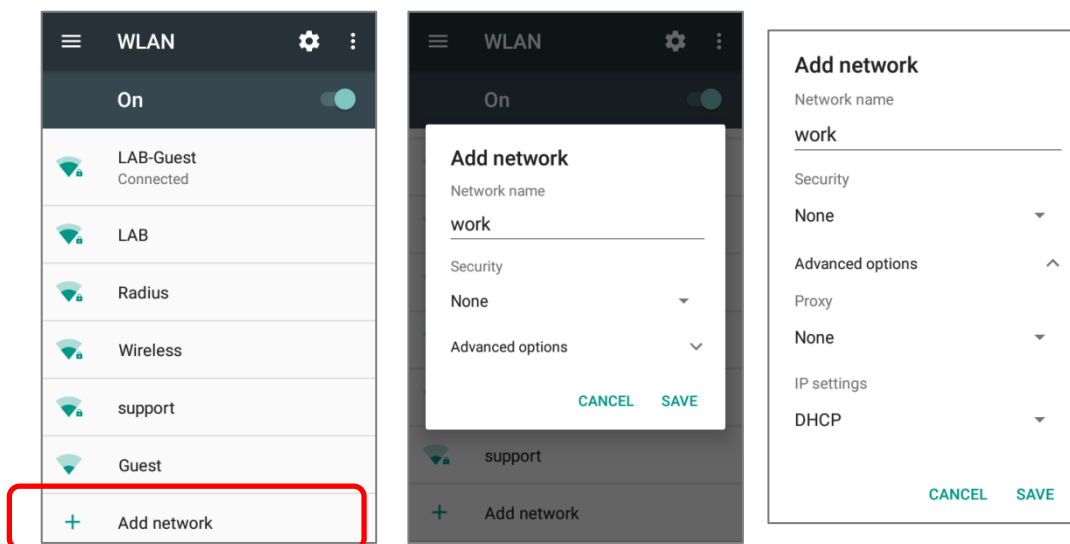 WLAN
On
LAB-Guest
Connected
LAB
Radius
Wireless
support
Guest
Add network
WLAN
On
Add network
Network name
work
Security
None
Advanced options
CANCEL SAVE
support
Add network
Add network
Network name
work
Security
None
Advanced options
Proxy
None
IP settings
DHCP
CANCEL SAVE